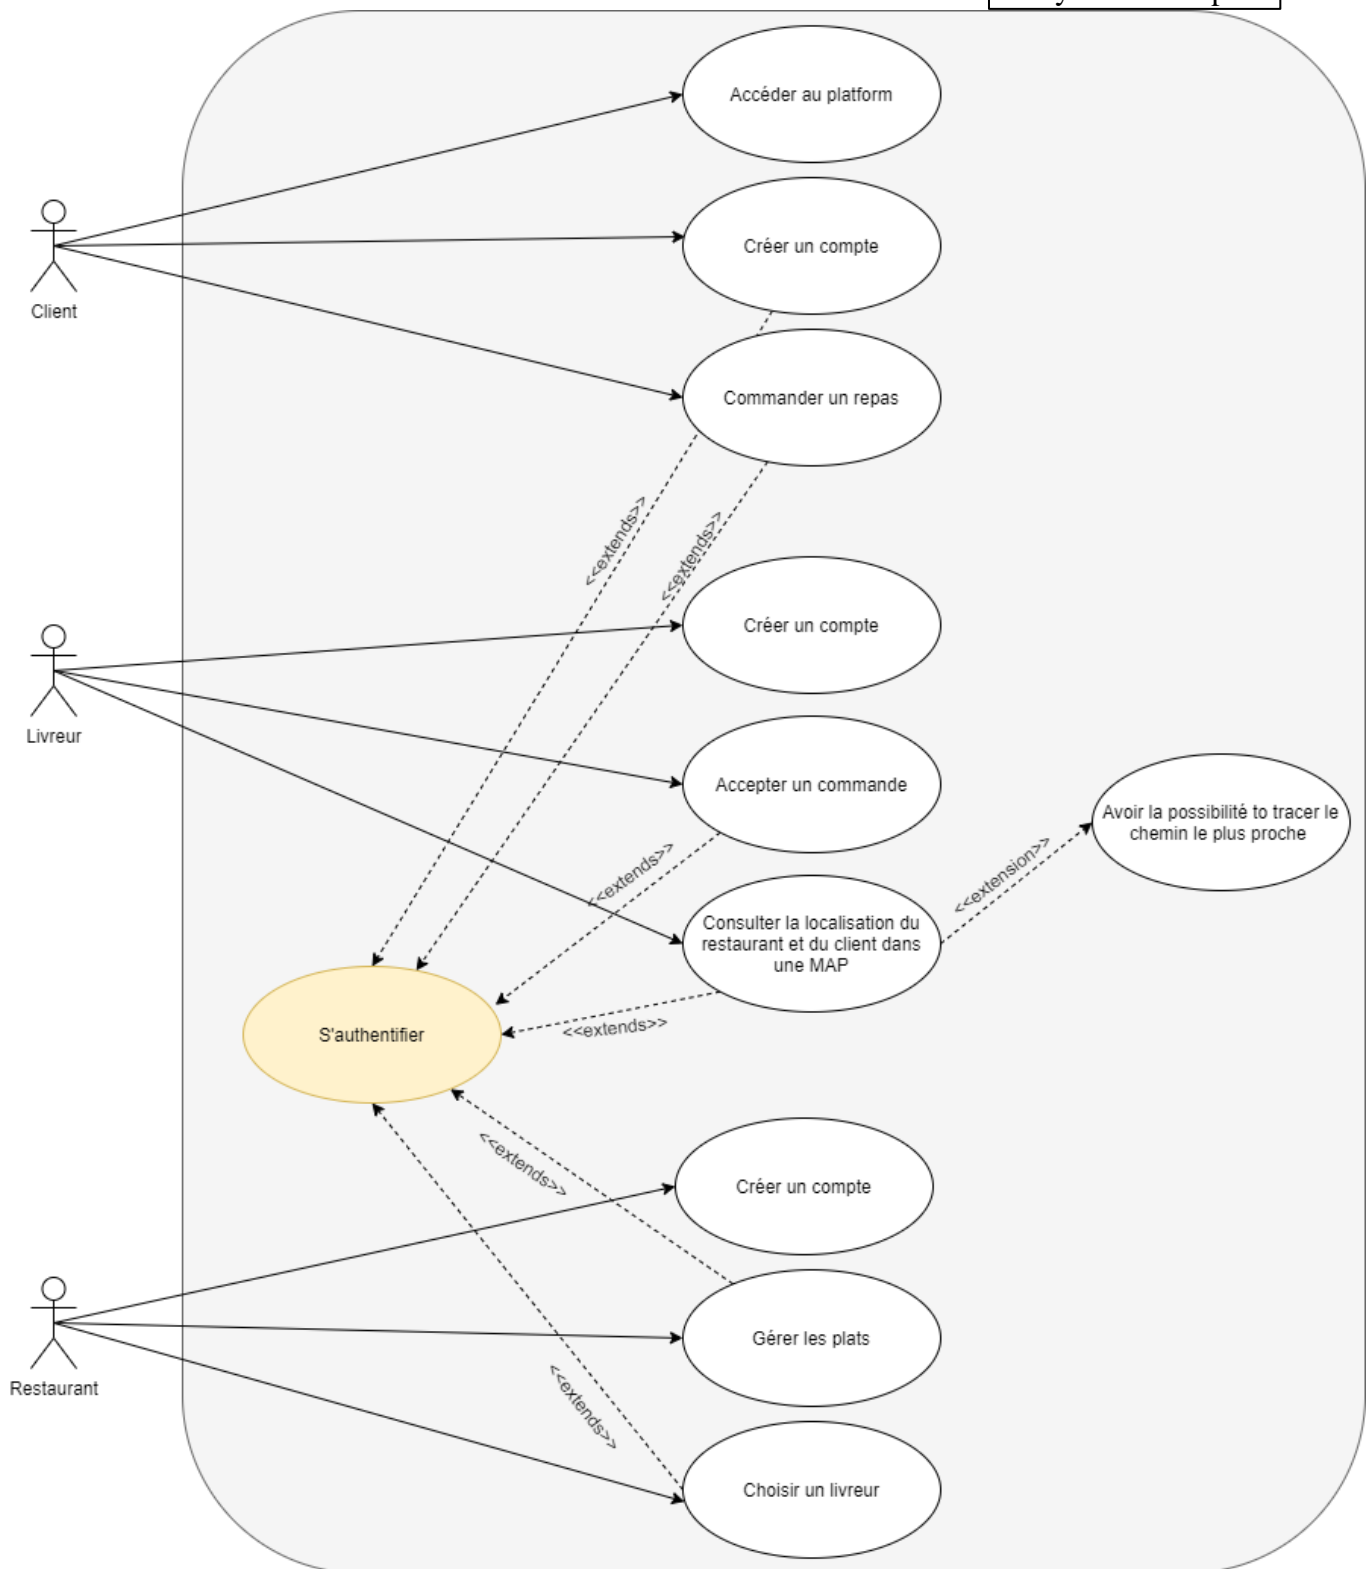 Accéder au platform
Créer un compte
Client
Commander un repas
<<extends>>
<<extends>>
Créer un compte
Livreur
Accepter un commande
Avoir la possibilité to tracer le
chemin le plus proche
<<extends>>
<<extension>>
Consulter la localisation du
restaurant et du client dans
une MAP
S'authentifier
<<extends>>
<<extends>>
Créer un compte
Gérer les plats
Restaurant
<<extends>>
Choisir un livreur